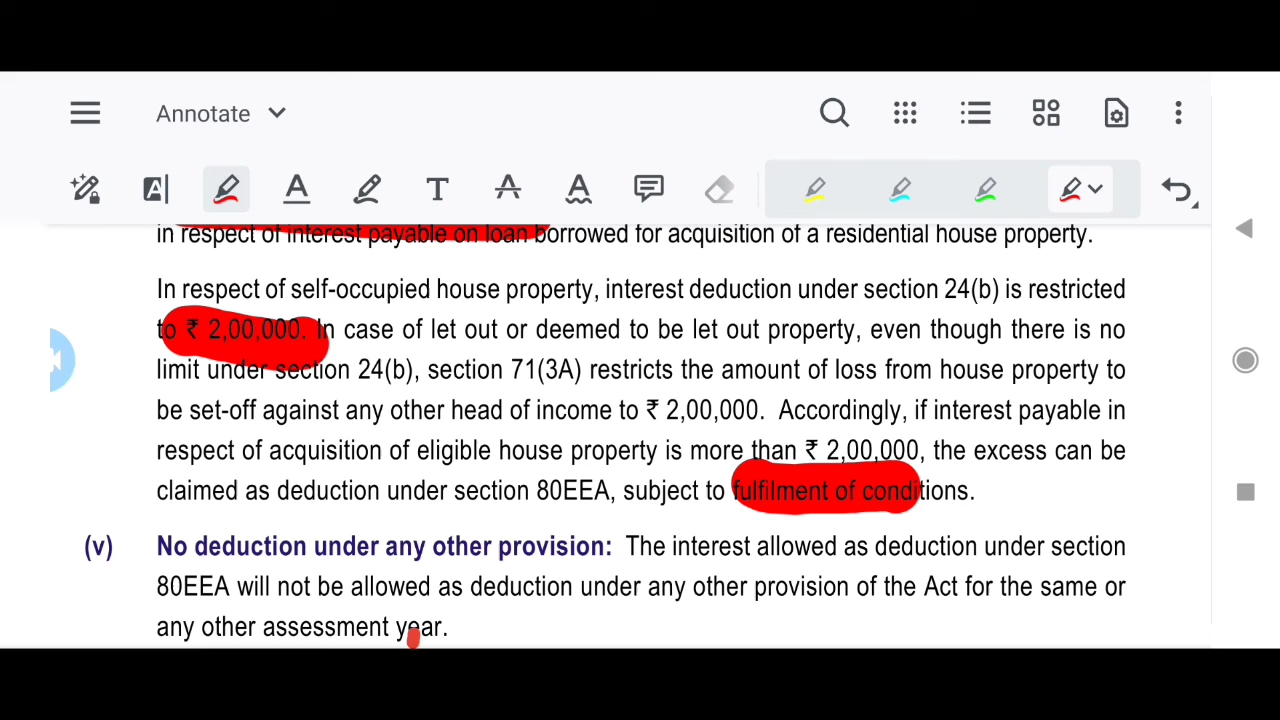 Annotate
in respect of interest payable on loan borrowed for acquisition of a residential house property.
In respect of self-occupied house property, interest deduction under section 24(b) is restricted
to ₹ 2,00,000. In case of let out or deemed to be let out property, even though there is no
limit under section 24(b), section 71(3A) restricts the amount of loss from house property to
be set-off against any other head of income to ₹ 2,00,000. Accordingly, if interest payable in
respect of acquisition of eligible house property is more than ₹ 2,00,000, the excess can be
claimed as deduction under section 80EEA, subject to fulfilment of conditions.
(v) No deduction under any other provision: The interest allowed as deduction under section
80EEA will not be allowed as deduction under any other provision of the Act for the same or
any other assessment year.